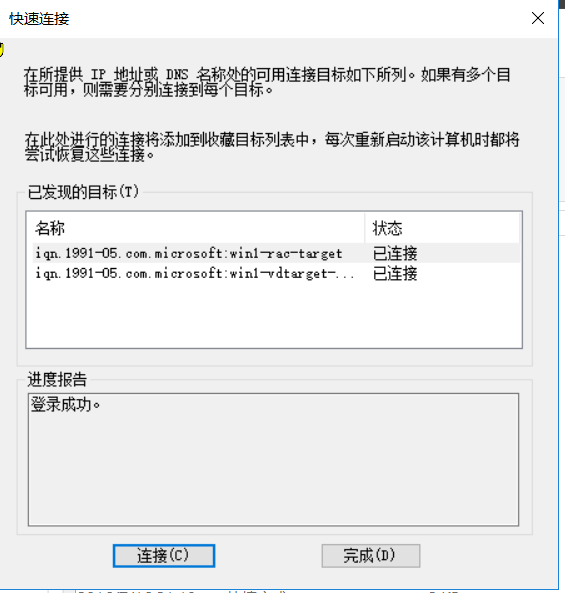 快速连接
在所提供 IP 地址或 DNS 名称处的可用连接目标如下所列。如果有多个目
标可用，则需要分别连接到每个目标。
在此处进行的连接将添加到收藏目标列表中，每次重新启动该计算机时都将
尝试恢复这些连接。
已发现的目标(T)
名称 状态
iqn.1991-05.com.microsoft:win1-rac-target 已连接
iqn.1991-05.com.microsoft:win1-vdtarget-... 已连接
进度报告
登录成功。
连接(C) 完成(D)